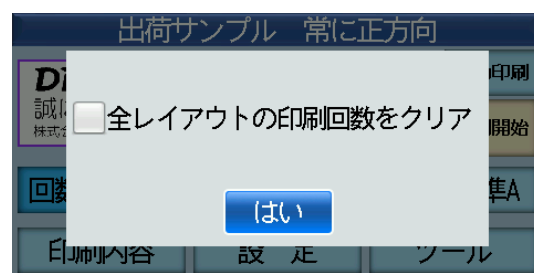 出荷サンプル 常に正方向
印刷
誠に
株式会
開始
全レイアウトの印刷回数をクリア
回数
準A
はい
印刷内容
設 定
ツール